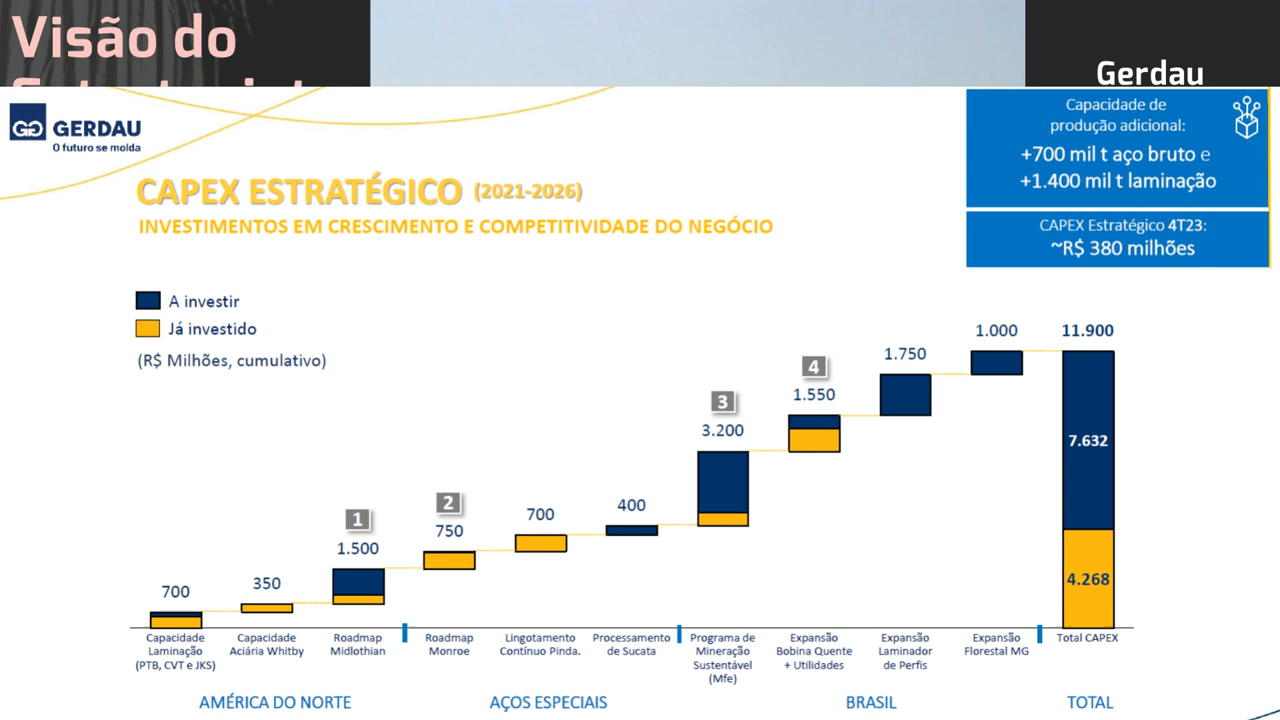 Visão do
Gerdau
GERDAU
O futuro se molda
CAPEX ESTRATÉGICO (2021-2026)
INVESTIMENTOS EM CRESCIMENTO E COMPETITIVIDADE DO NEGÓCIO
Capacidade de
produção adicional:
+700 mil t aço bruto e
+1.400 mil t laminação
CAPEX Estratégico 4T23:
~R$ 380 milhões
A investir
Já investido
(R$ Milhões, cumulativo)
700
350
1
1.500
2
750
700
400
3
3.200
4
1.550
1.750
1.000
11.900
7.632
4.268
Capacidade
Laminação
(PTB, CVT e JKS)
Capacidade
Aciária Whitby
Roadmap
Midlothian
Roadmap
Monroe
Lingotamento
Contínuo Pinda.
Processamento
de Sucata
Programa de
Mineração
Sustentável
(Mfe)
Expansão
Bobina Quente
+ Utilidades
Expansão
Laminador
de Perfis
Expansão
Florestal MG
Total CAPEX
AMÉRICA DO NORTE
AÇOS ESPECIAIS
BRASIL
TOTAL